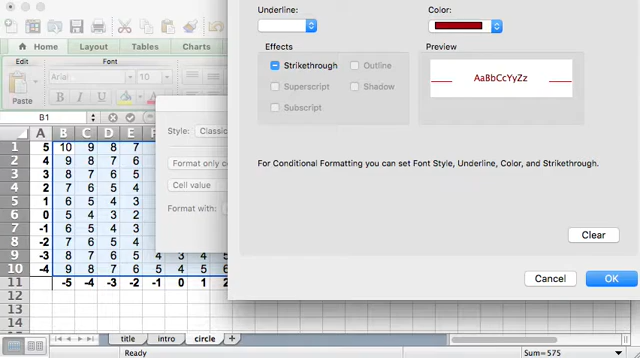 Underline:
Color:
Effects
Preview
Strikethrough
Outline
Superscript
Shadow
Subscript
AaBbCcYyZz
For Conditional Formatting you can set Font Style, Underline, Color, and Strikethrough.
Clear
Cancel
OK
Home Layout Tables Charts
Edit
Font
Arial
10
Paste
B I U
B1
Style: Classic
Format only ce
Cell value
Format with:
A B C D E
1 5 10 9 8 7
2 4 9 8 7 6
3 3 8 7 6 5
4 2 7 6 5 4
5 1 6 5 4 3
6 0 5 4 3 2
7 -1 6 5 4 3
8 -2 7 6 5 4
9 -3 8 7 6 5 4 3 4 5
10 -4 9 8 7 6 5 4 5 6
11 -5 -4 -3 -2 -1 0 1 2
12
13
14
title intro circle
Ready
Sum=575